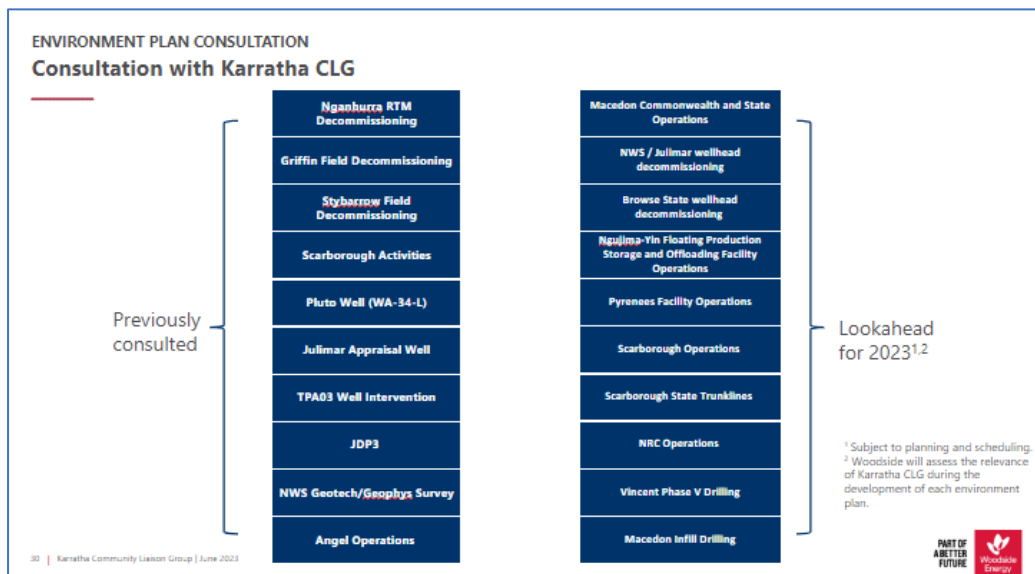 ENVIRONMENT PLAN CONSULTATION
Consultation with Karratha CLG
Previously
consulted
Nganhurra RTM
Decommissioning
Griffin Field Decommissioning
Stybarrow Field
Decommissioning
Scarborough Activities
Pluto Well (WA-34-L)
Julimar Appraisal Well
TPA03 Well Intervention
JDP3
NWS Geotech/Geophys Survey
Angel Operations
Macedon Commonwealth and State
Operations
NWS / Julimar wellhead
decommissioning
Browse State wellhead
decommissioning
Ngujima-Yin Floating Production
Storage and Offloading Facility
Operations
Pyrenees Facility Operations
Scarborough Operations
Scarborough State Trunklines
NRC Operations
Vincent Phase V Drilling
Macedon Infill Drilling
Lookahead
for 2023¹,²
¹ Subject to planning and scheduling.
² Woodside will assess the relevance
of Karratha CLG during the
development of each environment
plan.
30 | Karratha Community Liaison Group | June 2023
PART OF
A BETTER
FUTURE
Woodside
Energy